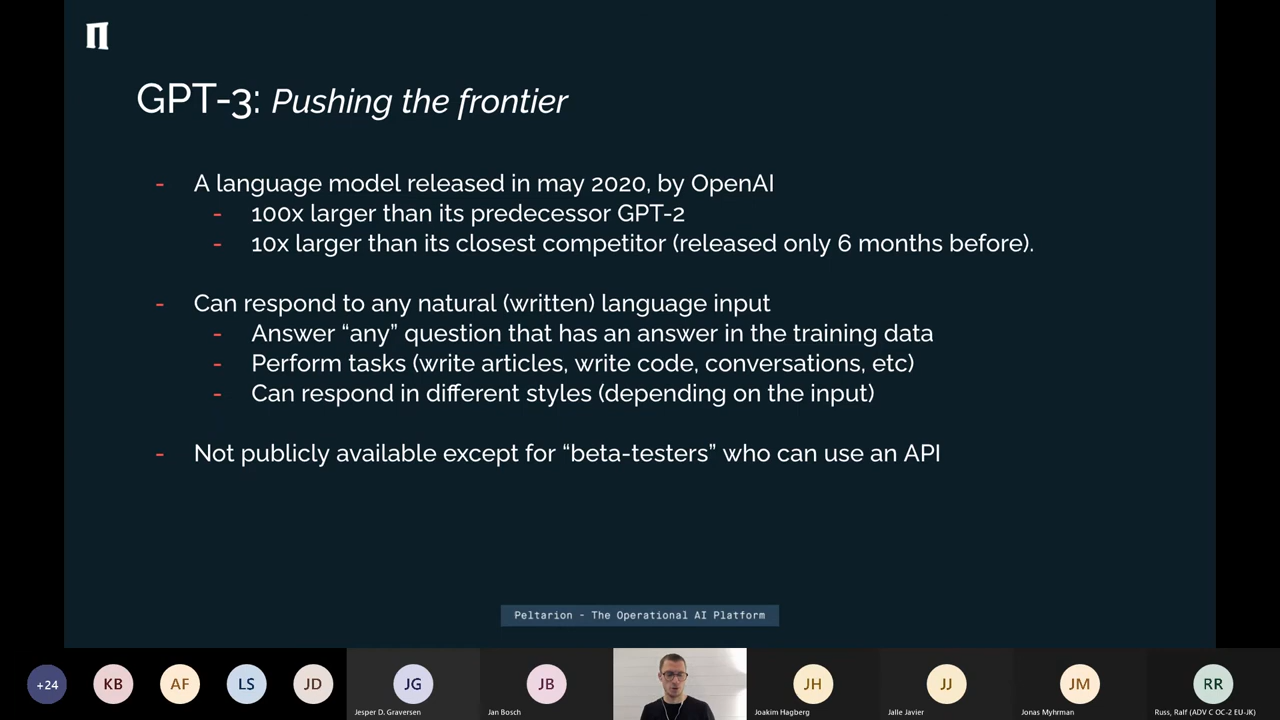 GPT-3: Pushing the frontier
- A language model released in may 2020, by OpenAI
- 100x larger than its predecessor GPT-2
- 10x larger than its closest competitor (released only 6 months before).
- Can respond to any natural (written) language input
- Answer “any” question that has an answer in the training data
- Perform tasks (write articles, write code, conversations, etc)
- Can respond in different styles (depending on the input)
- Not publicly available except for “beta-testers” who can use an API
Peltarion - The Operational AI Platform
+24 KB AF LS JD JG JB JH JJ JM RR
Jesper D. Graversen Jan Bosch Joakim Hagberg Jalle Javier Jonas Myhrman Russ, Ralf (ADV C OC-2 EU-JK)